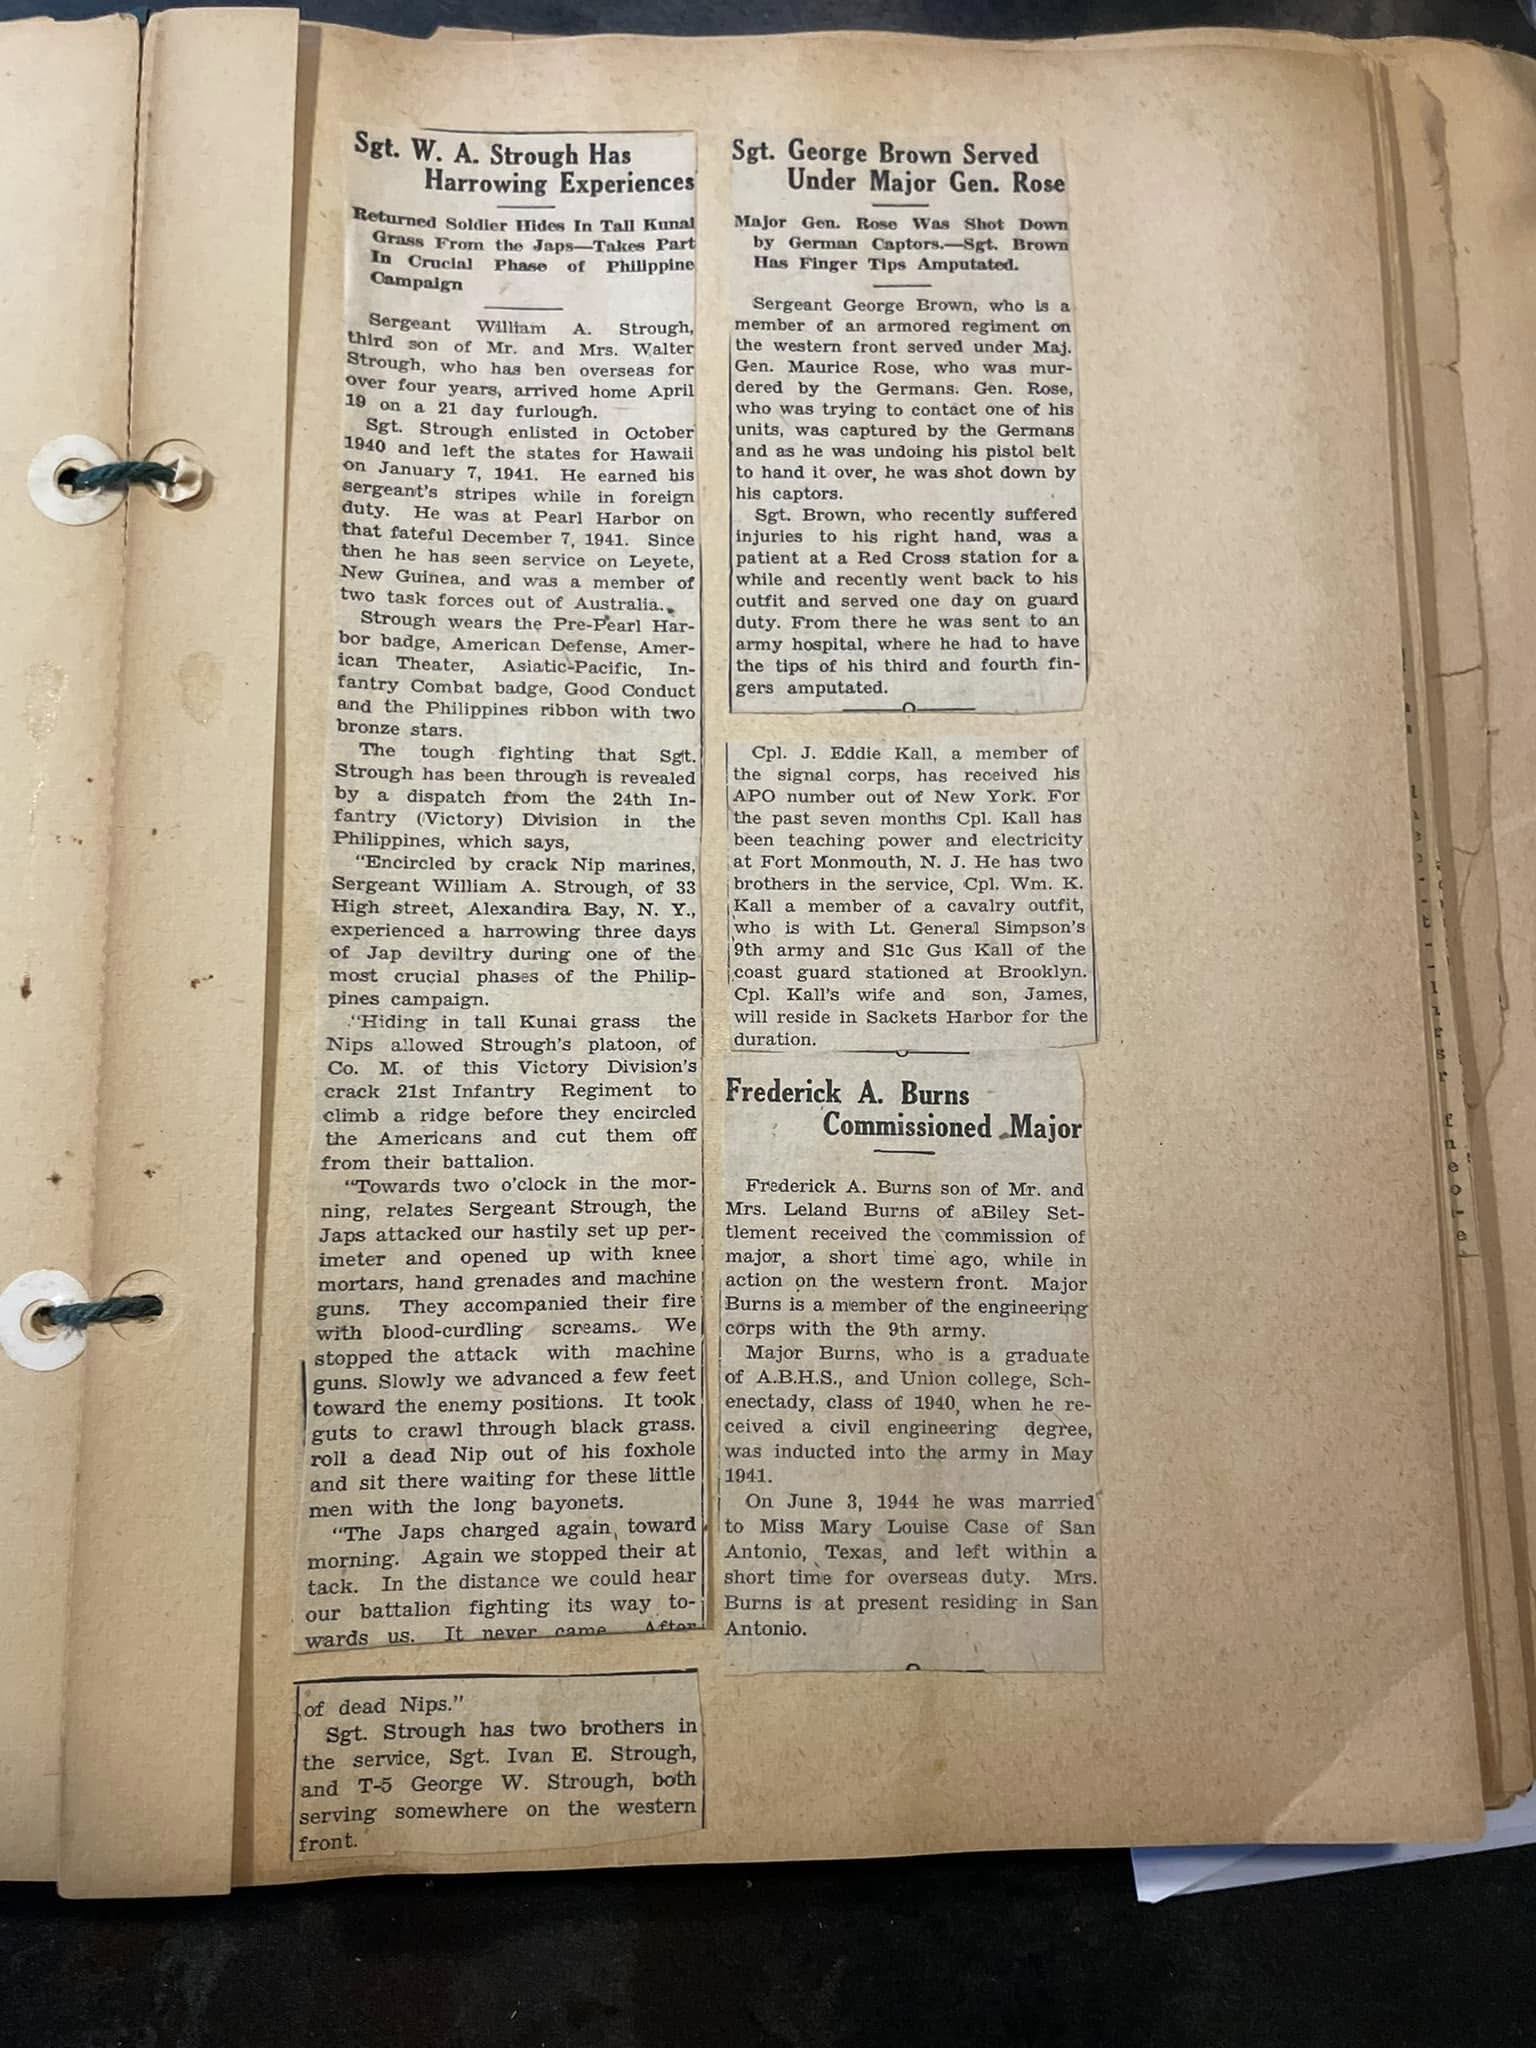 Sgt. W. A. Strough Has
Harrowing Experiences
Returned Soldier Hides In Tall Kunai
Grass From the Japs—Takes Part
In Crucial Phase of Philippine
Campaign
Sergeant William A. Strough,
third son of Mr. and Mrs. Walter
Strough, who has ben overseas for
over four years, arrived home April
19 on a 21 day furlough.
Sgt. Strough enlisted in October
1940 and left the states for Hawaii
on January 7, 1941. He earned his
sergeant's stripes while in foreign
duty. He was at Pearl Harbor on
that fateful December 7, 1941. Since
then he has seen service on Leyete,
New Guinea, and was a member of
two task forces out of Australia.
Strough wears the Pre-Pearl Har-
bor badge, American Defense, Amer-
ican Theater, Asiatic-Pacific, In-
fantry Combat badge, Good Conduct
and the Philippines ribbon with two
bronze stars.
The tough fighting that Sgt.
Strough has been through is revealed
by a dispatch from the 24th In-
fantry (Victory) Division in the
Philippines, which says,
"Encircled by crack Nip marines,
Sergeant William A. Strough, of 33
High street, Alexandira Bay, N. Y.,
experienced a harrowing three days
of Jap deviltry during one of the
most crucial phases of the Philip-
pines campaign.
"Hiding in tall Kunai grass the
Nips allowed Strough's platoon, of
Co. M. of this Victory Division's
crack 21st Infantry Regiment to
climb a ridge before they encircled
the Americans and cut them off
from their battalion.
"Towards two o'clock in the mor-
ning, relates Sergeant Strough, the
Japs attacked our hastily set up per-
imeter and opened up with knee
mortars, hand grenades and machine
guns. They accompanied their fire
with blood-curdling screams. We
stopped the attack with machine
guns. Slowly we advanced a few feet
toward the enemy positions. It took
guts to crawl through black grass.
roll a dead Nip out of his foxhole
and sit there waiting for these little
men with the long bayonets.
"The Japs charged again toward
morning. Again we stopped their at
tack. In the distance we could hear
our battalion fighting its way to-
wards us. It never came. After
of dead Nips."
Sgt. Strough has two brothers in
the service, Sgt. Ivan E. Strough,
and T-5 George W. Strough, both
serving somewhere on the western
front.
Sgt. George Brown Served
Under Major Gen. Rose
Major Gen. Rose Was Shot Down
by German Captors.—Sgt. Brown
Has Finger Tips Amputated.
Sergeant George Brown, who is a
member of an armored regiment on
the western front served under Maj.
Gen. Maurice Rose, who was mur-
dered by the Germans. Gen. Rose,
who was trying to contact one of his
units, was captured by the Germans
and as he was undoing his pistol belt
to hand it over, he was shot down by
his captors.
Sgt. Brown, who recently suffered
injuries to his right hand, was a
patient at a Red Cross station for a
while and recently went back to his
outfit and served one day on guard
duty. From there he was sent to an
army hospital, where he had to have
the tips of his third and fourth fin-
gers amputated.
Cpl. J. Eddie Kall, a member of
the signal corps, has received his
APO number out of New York. For
the past seven months Cpl. Kall has
been teaching power and electricity
at Fort Monmouth, N. J. He has two
brothers in the service, Cpl. Wm. K.
Kall a member of a cavalry outfit,
who is with Lt. General Simpson's
9th army and S1c Gus Kall of the
coast guard stationed at Brooklyn.
Cpl. Kall's wife and son, James,
will reside in Sackets Harbor for the
duration.
Frederick A. Burns
Commissioned Major
Frederick A. Burns son of Mr. and
Mrs. Leland Burns of aBiley Set-
tlement received the commission of
major, a short time ago, while in
action on the western front. Major
Burns is a member of the engineering
corps with the 9th army.
Major Burns, who is a graduate
of A.B.H.S., and Union college, Sch-
enectady, class of 1940, when he re-
ceived a civil engineering degree,
was inducted into the army in May
1941.
On June 3, 1944 he was married
to Miss Mary Louise Case of San
Antonio, Texas, and left within a
short time for overseas duty. Mrs.
Burns is at present residing in San
Antonio.